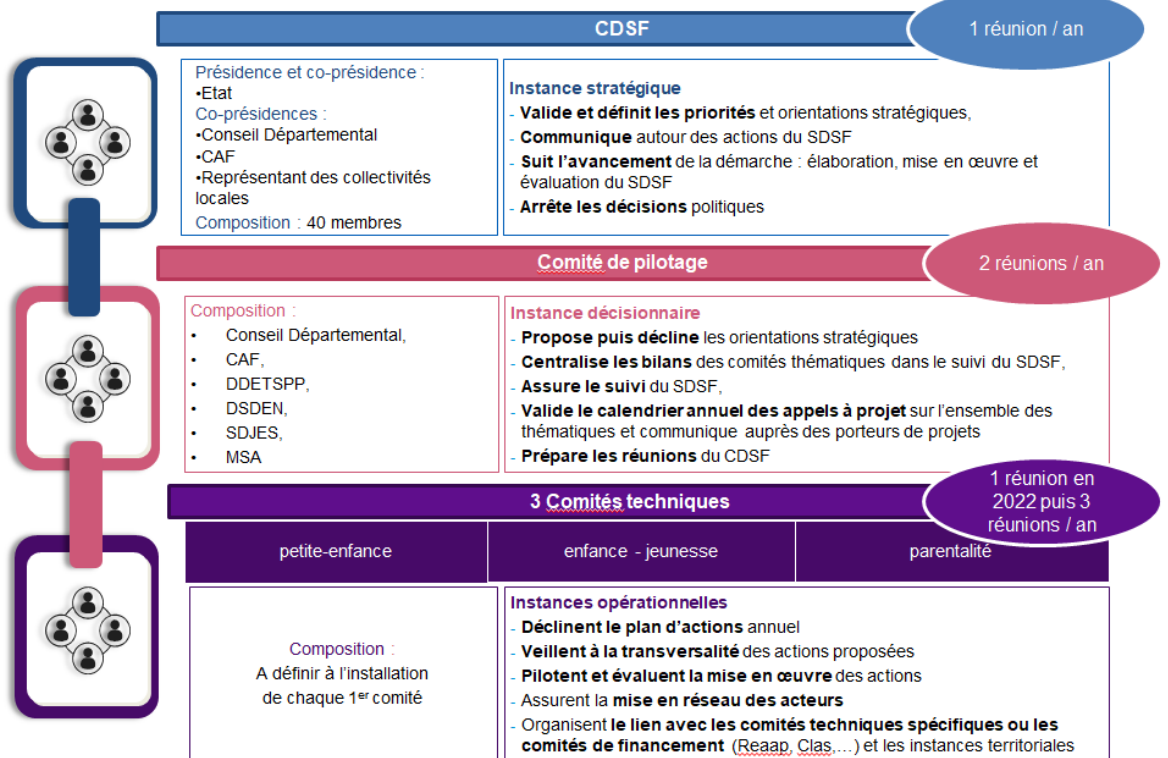 CDSF
1 réunion / an
Présidence et co-présidence :
•Etat
Co-présidences :
•Conseil Départemental
•CAF
•Représentant des collectivités
locales
Composition : 40 membres
Instance stratégique
- Valide et définit les priorités et orientations stratégiques,
- Communique autour des actions du SDSF
- Suit l'avancement de la démarche : élaboration, mise en œuvre et
évaluation du SDSF
- Arrête les décisions politiques
Comité de pilotage
2 réunions / an
Composition :
• Conseil Départemental,
• CAF,
• DDETSPP,
• DSDEN,
• SDJES,
• MSA
Instance décisionnaire
- Propose puis décline les orientations stratégiques
- Centralise les bilans des comités thématiques dans le suivi du SDSF,
- Assure le suivi du SDSF,
- Valide le calendrier annuel des appels à projet sur l'ensemble des
thématiques et communique auprès des porteurs de projets
- Prépare les réunions du CDSF
3 Comités techniques
1 réunion en
2022 puis 3
réunions / an
petite-enfance
enfance - jeunesse
parentalité
Composition :
A définir à l'installation
de chaque 1er comité
Instances opérationnelles
- Déclinent le plan d'actions annuel
- Veillent à la transversalité des actions proposées
- Pilotent et évaluent la mise en œuvre des actions
- Assurent la mise en réseau des acteurs
- Organisent le lien avec les comités techniques spécifiques ou les
comités de financement (Reaap, Clas,…) et les instances territoriales